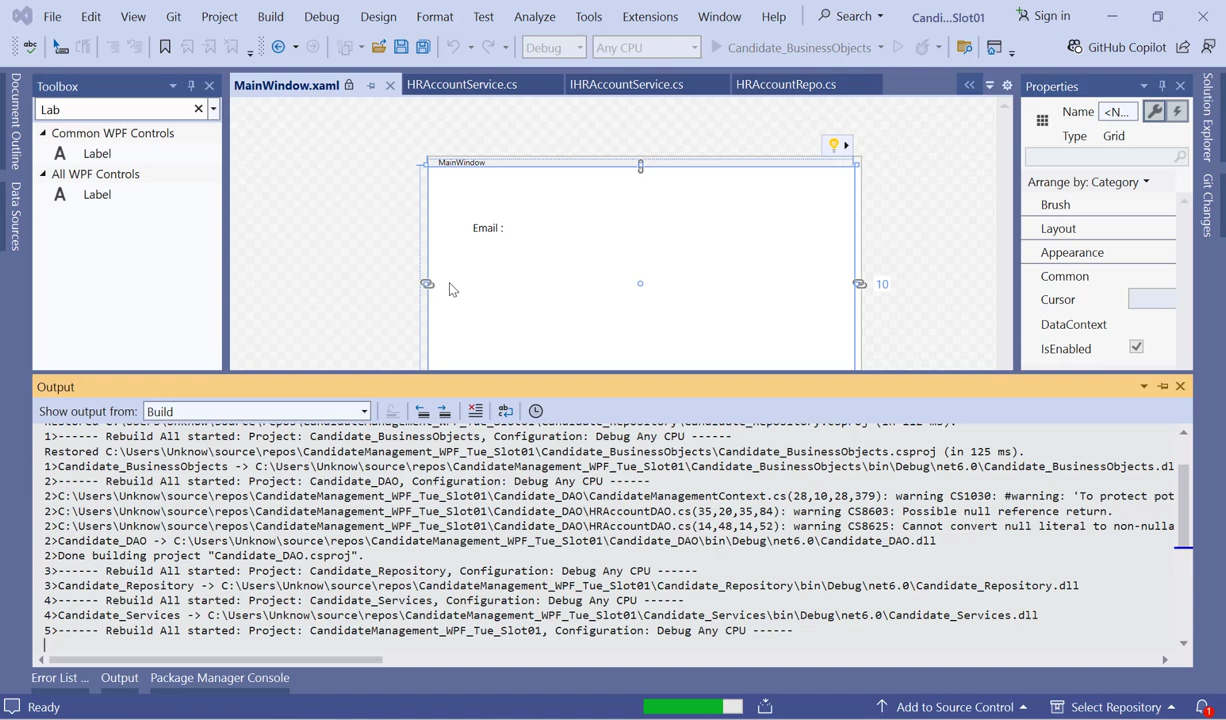 File Edit View Git Project Build Debug Design Format Test Analyze Tools Extensions Window Help Search Candi...Slot01 Sign in
Debug Any CPU Candidate_BusinessObjects GitHub Copilot
Toolbox
MainWindow.xaml HRAccountService.cs IHRAccountService.cs HRAccountRepo.cs
Properties
Document Outline
Data Sources
Solution Explorer
Git Changes
Lab
Common WPF Controls
A Label
All WPF Controls
A Label
MainWindow
Email :
10
Name <N...
Type Grid
Arrange by: Category
Brush
Layout
Appearance
Common
Cursor
DataContext
IsEnabled
Output
Show output from: Build
1>------ Rebuild All started: Project: Candidate_BusinessObjects, Configuration: Debug Any CPU ------
Restored C:\Users\Unknow\source\repos\CandidateManagement_WPF_Tue_Slot01\Candidate_BusinessObjects\Candidate_BusinessObjects.csproj (in 125 ms).
1>Candidate_BusinessObjects -> C:\Users\Unknow\source\repos\CandidateManagement_WPF_Tue_Slot01\Candidate_BusinessObjects\bin\Debug\net6.0\Candidate_BusinessObjects.dl
2>------ Rebuild All started: Project: Candidate_DAO, Configuration: Debug Any CPU ------
2>C:\Users\Unknow\source\repos\CandidateManagement_WPF_Tue_Slot01\Candidate_DAO\CandidateManagementContext.cs(28,10,28,379): warning CS1030: #warning: 'To protect pot
2>C:\Users\Unknow\source\repos\CandidateManagement_WPF_Tue_Slot01\Candidate_DAO\HRAccountDAO.cs(35,20,35,84): warning CS8603: Possible null reference return.
2>C:\Users\Unknow\source\repos\CandidateManagement_WPF_Tue_Slot01\Candidate_DAO\HRAccountDAO.cs(14,48,14,52): warning CS8625: Cannot convert null literal to non-nulla
2>Candidate_DAO -> C:\Users\Unknow\source\repos\CandidateManagement_WPF_Tue_Slot01\Candidate_DAO\bin\Debug\net6.0\Candidate_DAO.dll
2>Done building project "Candidate_DAO.csproj".
3>------ Rebuild All started: Project: Candidate_Repository, Configuration: Debug Any CPU ------
3>Candidate_Repository -> C:\Users\Unknow\source\repos\CandidateManagement_WPF_Tue_Slot01\Candidate_Repository\bin\Debug\net6.0\Candidate_Repository.dll
4>------ Rebuild All started: Project: Candidate_Services, Configuration: Debug Any CPU ------
4>Candidate_Services -> C:\Users\Unknow\source\repos\CandidateManagement_WPF_Tue_Slot01\Candidate_Services\bin\Debug\net6.0\Candidate_Services.dll
5>------ Rebuild All started: Project: CandidateManagement_WPF_Tue_Slot01, Configuration: Debug Any CPU ------
Error List ... Output Package Manager Console
Ready Add to Source Control Select Repository 1